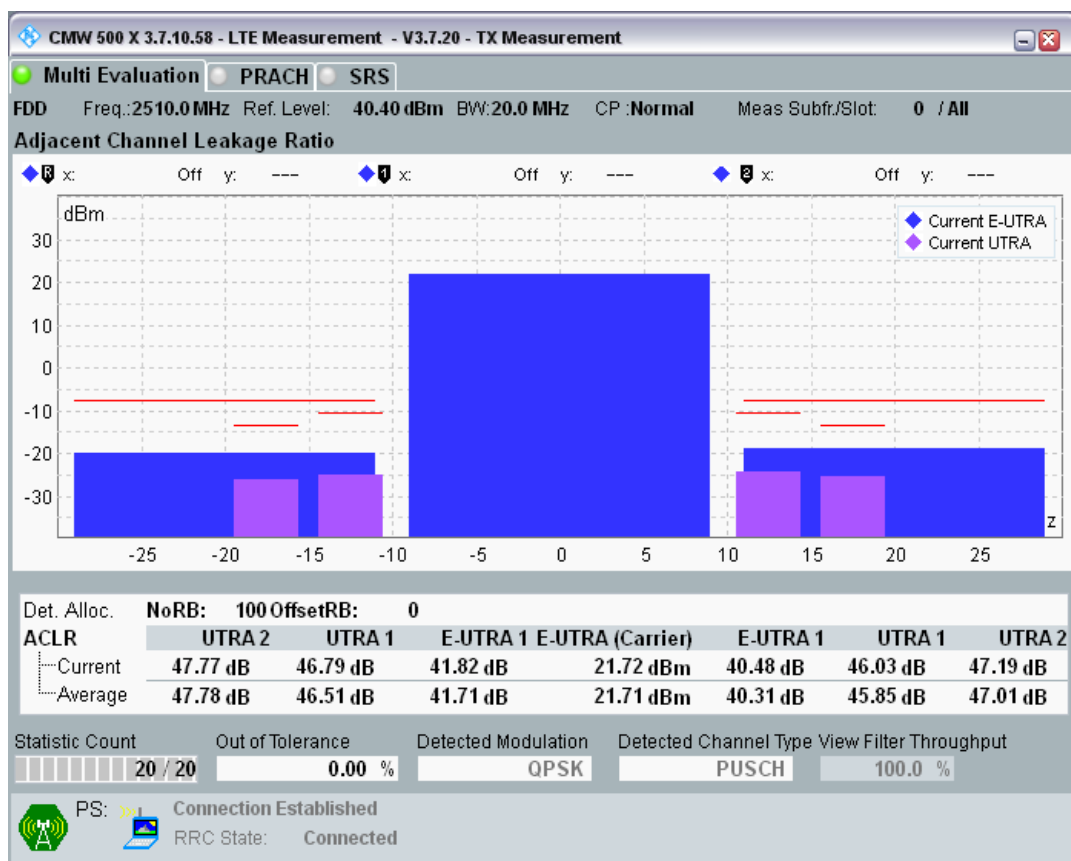 CMW 500 X 3.7.10.58 - LTE Measurement - V3.7.20 - TX Measurement
Multi Evaluation PRACH SRS
FDD Freq.:2510.0 MHz Ref. Level: 40.40 dBm BW:20.0 MHz CP :Normal Meas Subfr./Slot: 0 / All
Adjacent Channel Leakage Ratio
R x: Off y: --- 1 x: Off y: --- 2 x: Off y: ---
dBm
Current E-UTRA
Current UTRA
30
20
10
0
-10
-20
-30
z
-25 -20 -15 -10 -5 0 5 10 15 20 25
Det. Alloc. NoRB: 100 OffsetRB: 0
ACLR UTRA 2 UTRA 1 E-UTRA 1 E-UTRA (Carrier) E-UTRA 1 UTRA 1 UTRA 2
Current 47.77 dB 46.79 dB 41.82 dB 21.72 dBm 40.48 dB 46.03 dB 47.19 dB
Average 47.78 dB 46.51 dB 41.71 dB 21.71 dBm 40.31 dB 45.85 dB 47.01 dB
Statistic Count Out of Tolerance Detected Modulation Detected Channel Type View Filter Throughput
20 / 20 0.00 % QPSK PUSCH 100.0 %
PS: Connection Established
RRC State: Connected